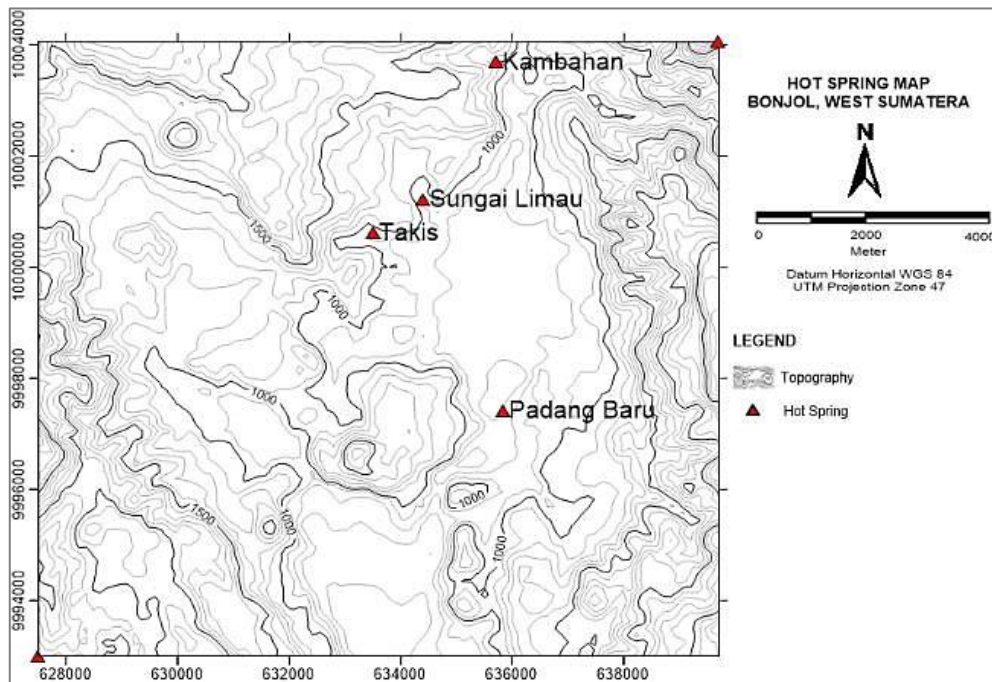 HOT SPRING MAP
BONJOL, WEST SUMATERA
N
0 2000 4000
Meter
Datum Horizontal WGS 84
UTM Projection Zone 47
LEGEND
Topography
Hot Spring
Kambahan
Sungai Limau
Takis
Padang Baru
1000
1500
1000
1000
1000
1500
1000
1000
10004000
10002000
10000000
9998000
9996000
9994000
628000 630000 632000 634000 636000 638000